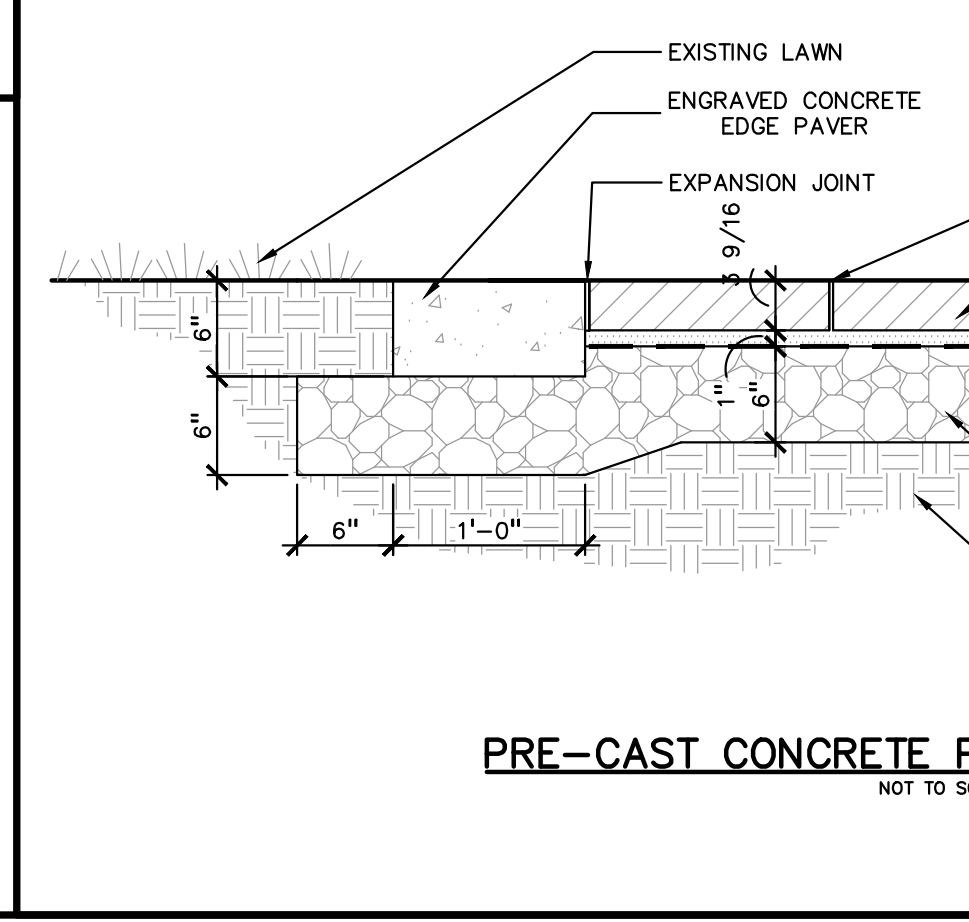 EXISTING LAWN
ENGRAVED CONCRETE
EDGE PAVER
EXPANSION JOINT
3 9/16
6"
6"
1"
6"
6"
1'-0"
PRE-CAST CONCRETE
NOT TO